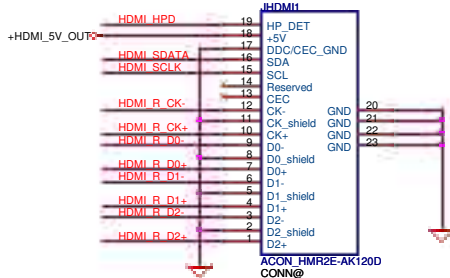 JHDMI1
HDMI_HPD 19 HP_DET
+HDMI_5V_OUT 18 +5V
17 DDC/CEC_GND
HDMI_SDATA 16 SDA
HDMI_SCLK 15 SCL
14 Reserved
13 CEC
HDMI_R_CK- 12 CK- GND 20
11 CK_shield GND 21
HDMI_R_CK+ 10 CK+ GND 22
HDMI_R_D0- 9 D0- GND 23
8 D0_shield
HDMI_R_D0+ 7 D0+
HDMI_R_D1- 6 D1-
5 D1_shield
HDMI_R_D1+ 4 D1+
HDMI_R_D2- 3 D2-
2 D2_shield
HDMI_R_D2+ 1 D2+
ACON_HMR2E-AK120D
CONN@